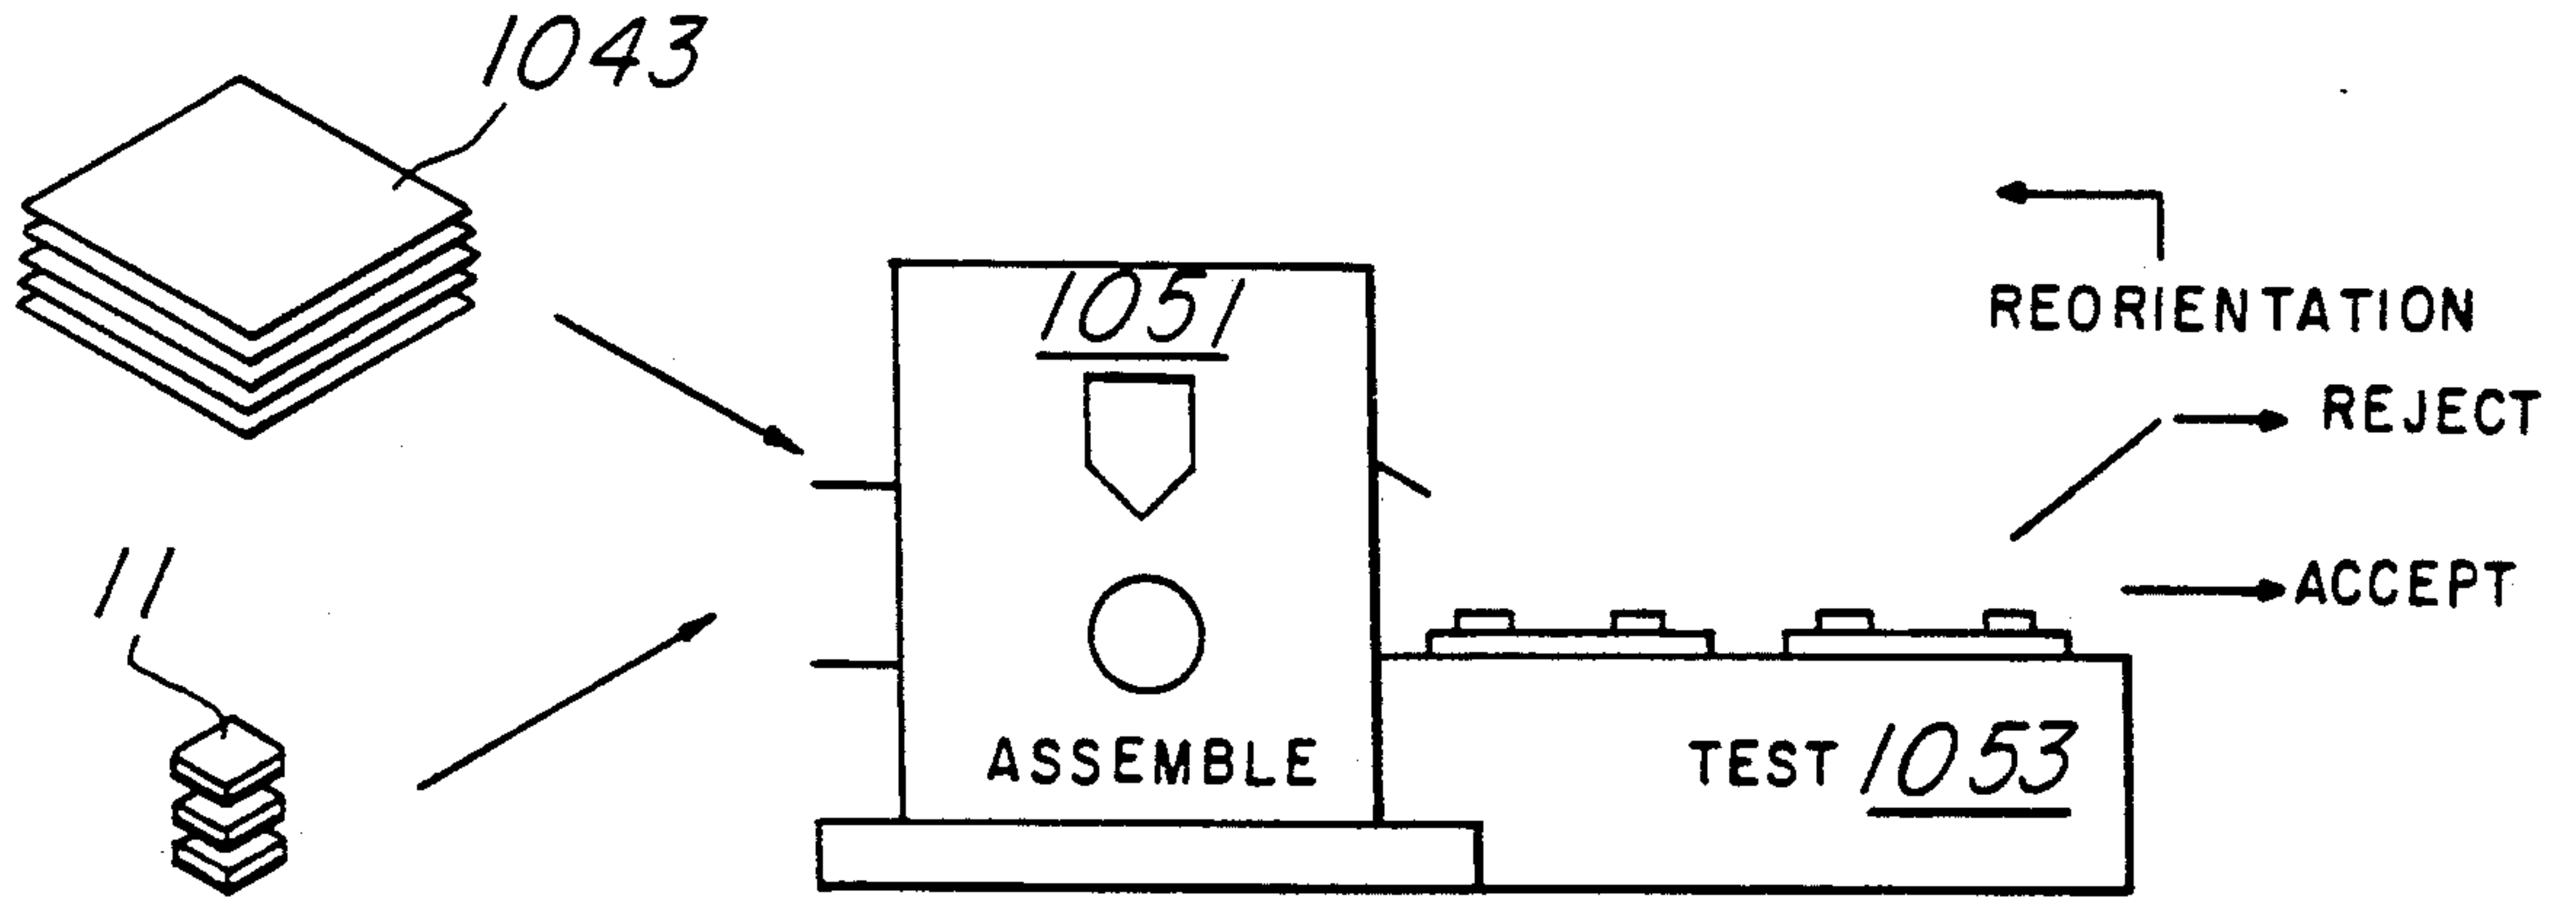 1043
1051
REORIENTATION
REJECT
11
ACCEPT
ASSEMBLE
TEST 1053